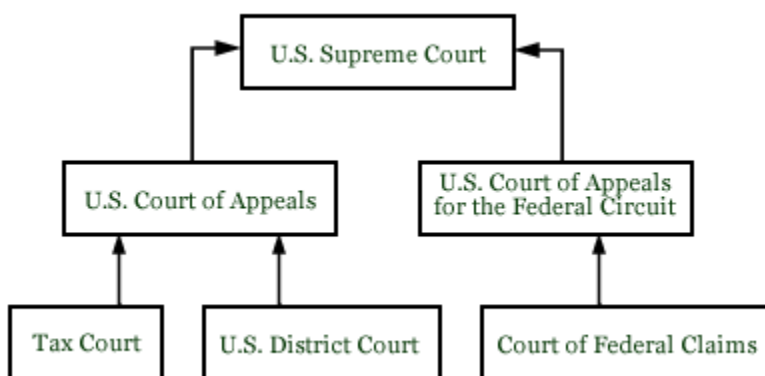 U.S. Supreme Court
U.S. Court of Appeals
U.S. Court of Appeals
for the Federal Circuit
Tax Court
U.S. District Court
Court of Federal Claims